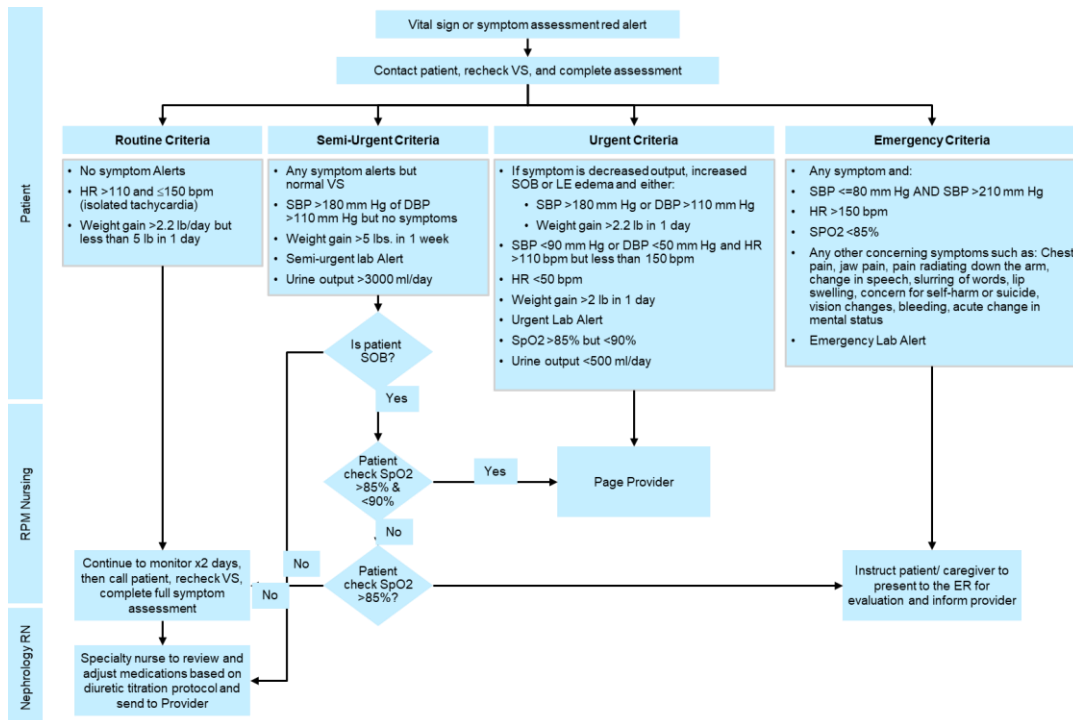 Vital sign or symptom assessment red alert
Contact patient, recheck VS, and complete assessment
Patient
Routine Criteria
• No symptom Alerts
• HR >110 and ≤150 bpm
(isolated tachycardia)
• Weight gain >2.2 lb/day but
less than 5 lb in 1 day
Semi-Urgent Criteria
• Any symptom alerts but
normal VS
• SBP >180 mm Hg of DBP
>110 mm Hg but no symptoms
• Weight gain >5 lbs. in 1 week
• Semi-urgent lab Alert
• Urine output >3000 ml/day
Urgent Criteria
• If symptom is decreased output, increased
SOB or LE edema and either:
• SBP >180 mm Hg or DBP >110 mm Hg
• Weight gain >2.2 lb in 1 day
• SBP <90 mm Hg or DBP <50 mm Hg and HR
>110 bpm but less than 150 bpm
• HR <50 bpm
• Weight gain >2 lb in 1 day
• Urgent Lab Alert
• SpO2 >85% but <90%
• Urine output <500 ml/day
Emergency Criteria
• Any symptom and:
• SBP <=80 mm Hg AND SBP >210 mm Hg
• HR >150 bpm
• SPO2 <85%
• Any other concerning symptoms such as: Chest
pain, jaw pain, pain radiating down the arm,
change in speech, slurring of words, lip
swelling, concern for self-harm or suicide,
vision changes, bleeding, acute change in
mental status
• Emergency Lab Alert
Is patient
SOB?
Yes
RPM Nursing
Patient
check SpO2
>85% &
<90%
Yes
Page Provider
No
Continue to monitor x2 days,
then call patient, recheck VS,
complete full symptom
assessment
No
No
Patient
check SpO2
>85%?
Instruct patient/ caregiver to
present to the ER for
evaluation and inform provider
Nephrology RN
Specialty nurse to review and
adjust medications based on
diuretic titration protocol and
send to Provider